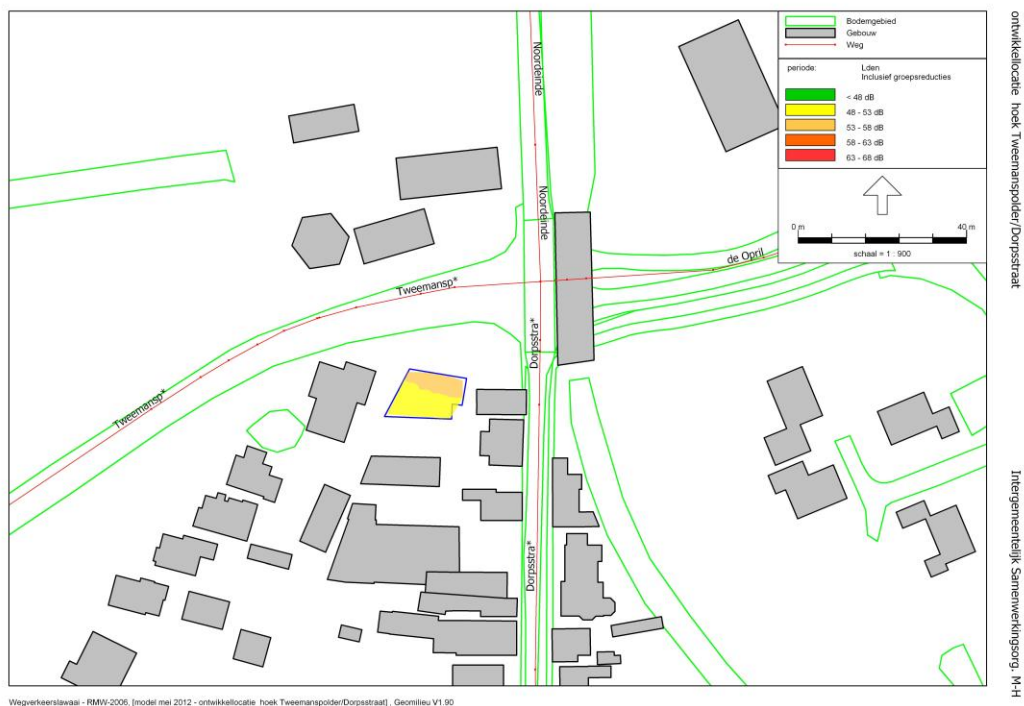 Bodemgebied
Gebouw
Weg
periode: Lden
Inclusief groepsreducties
< 48 dB
48 - 53 dB
53 - 58 dB
58 - 63 dB
63 - 68 dB
0 m 40 m
schaal = 1 : 900
Noordeinde
Noordeinde
de Opril
Tweemansp*
Dorpsstra*
Tweemansp*
Dorpsstra*
ontwikkellocatie hoek Tweemanspolder/Dorpsstraat
Intergemeentelijk Samenwerkingsorg. M-H
Wegverkeerslawaai - RMW-2006, [model mei 2012 - ontwikkellocatie hoek Tweemanspolder/Dorpsstraat] , Geomilieu V1.90